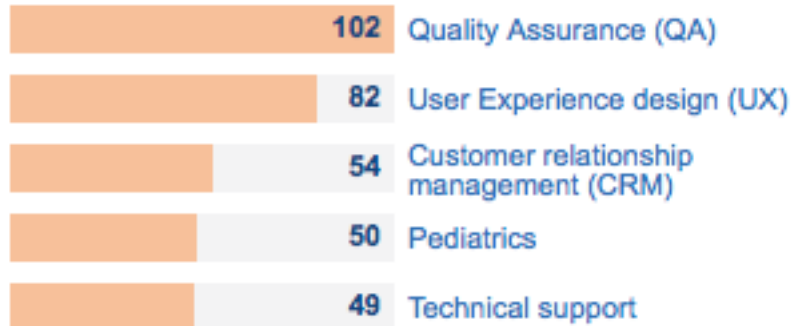 102 Quality Assurance (QA)
82 User Experience design (UX)
54 Customer relationship
management (CRM)
50 Pediatrics
49 Technical support